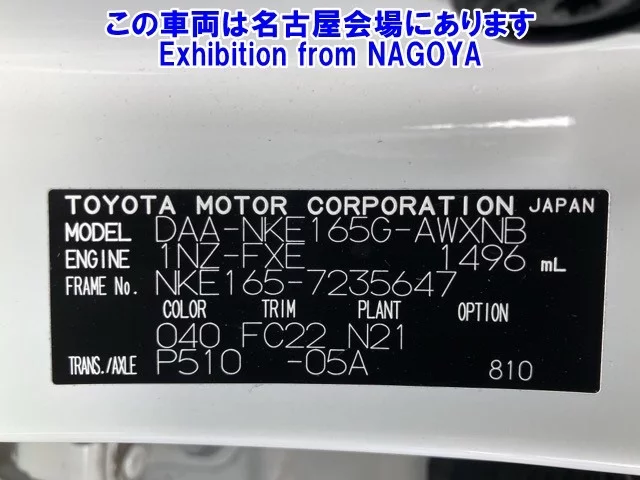 この車両は名古屋会場にあります
Exhibition from NAGOYA
TOYOTA MOTOR CORPORATION JAPAN
MODEL DAA-NKE165G-AWXNB
ENGINE 1NZ-FXE 1496 mL
FRAME No. NKE165-7235647
COLOR TRIM PLANT OPTION
040 FC22 N21
TRANS./AXLE P510 -05A 810